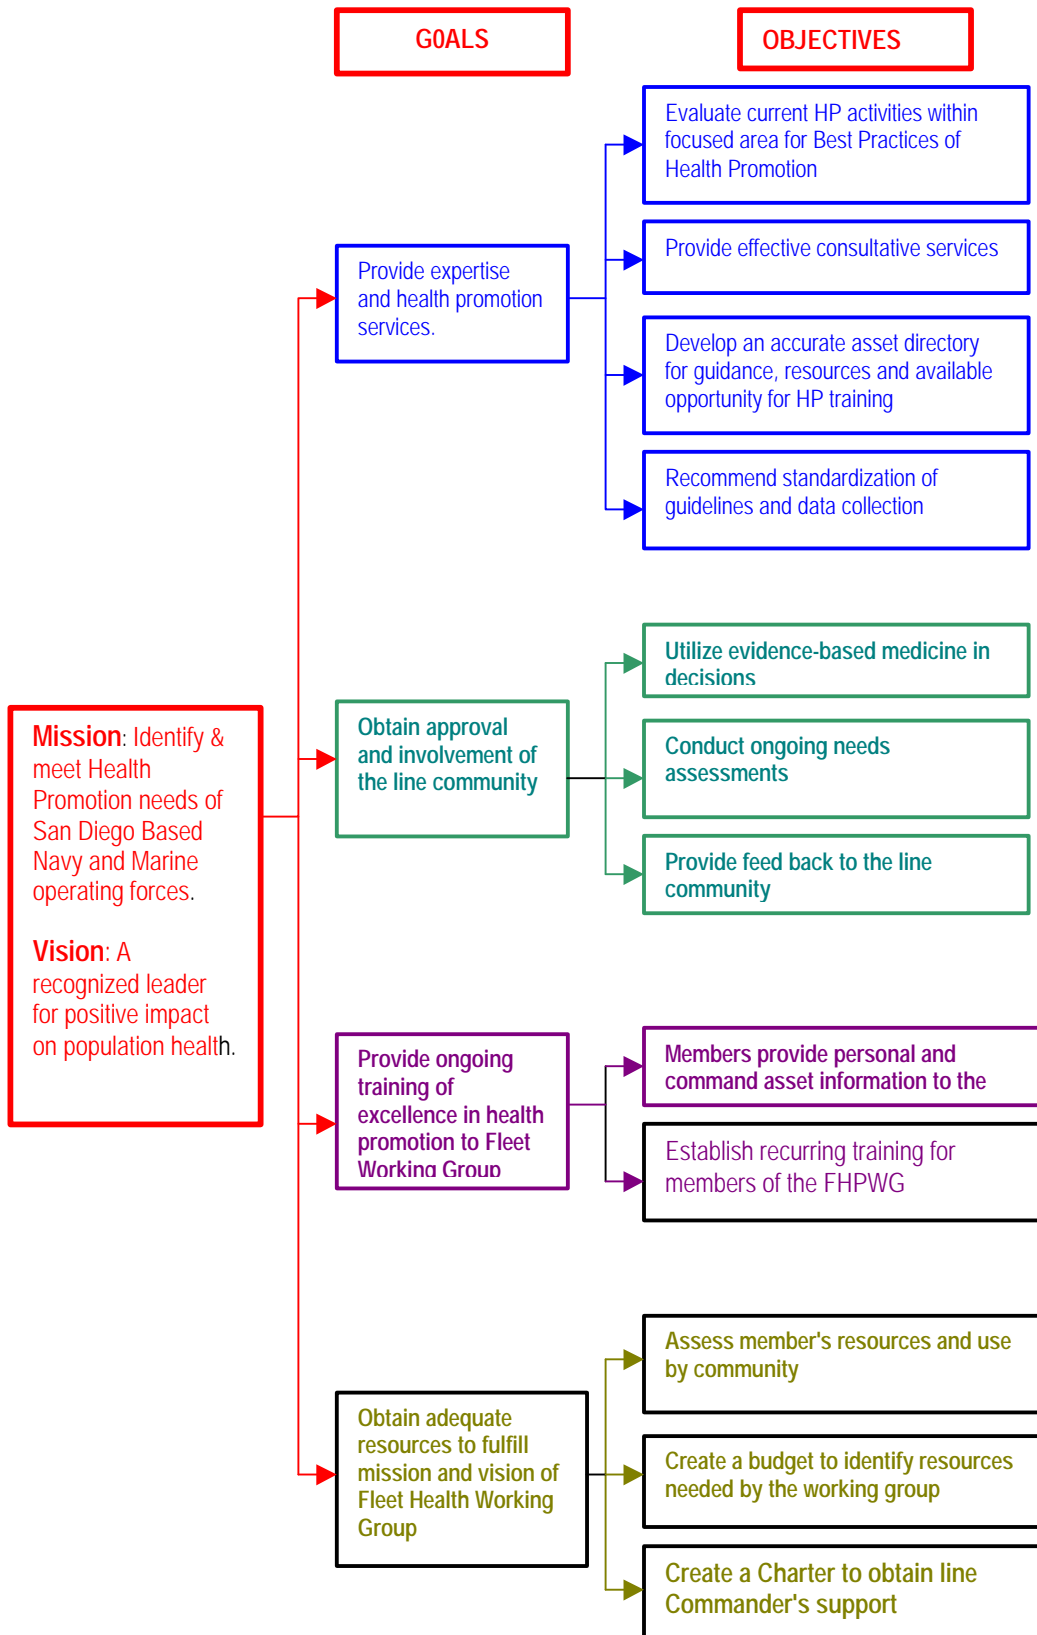 G0ALS
OBJECTIVES
Mission: Identify &
meet Health
Promotion needs of
San Diego Based
Navy and Marine
operating forces.
Vision: A
recognized leader
for positive impact
on population health.
Provide expertise
and health promotion
services.
Evaluate current HP activities within
focused area for Best Practices of
Health Promotion
Provide effective consultative services
Develop an accurate asset directory
for guidance, resources and available
opportunity for HP training
Recommend standardization of
guidelines and data collection
Obtain approval
and involvement of
the line community
Utilize evidence-based medicine in
decisions
Conduct ongoing needs
assessments
Provide feed back to the line
community
Provide ongoing
training of
excellence in health
promotion to Fleet
Working Group
Members provide personal and
command asset information to the
Establish recurring training for
members of the FHPWG
Obtain adequate
resources to fulfill
mission and vision of
Fleet Health Working
Group
Assess member's resources and use
by community
Create a budget to identify resources
needed by the working group
Create a Charter to obtain line
Commander's support